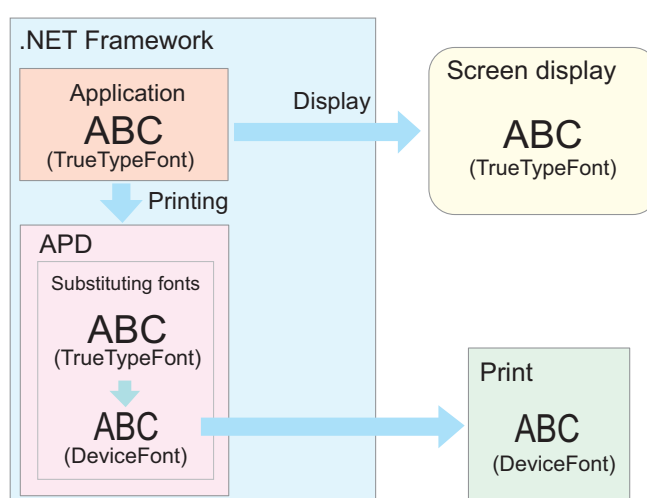 .NET Framework
Application
ABC
(TrueTypeFont)
Display
Screen display
ABC
(TrueTypeFont)
Printing
APD
Substituting fonts
ABC
(TrueTypeFont)
ABC
(DeviceFont)
Print
ABC
(DeviceFont)